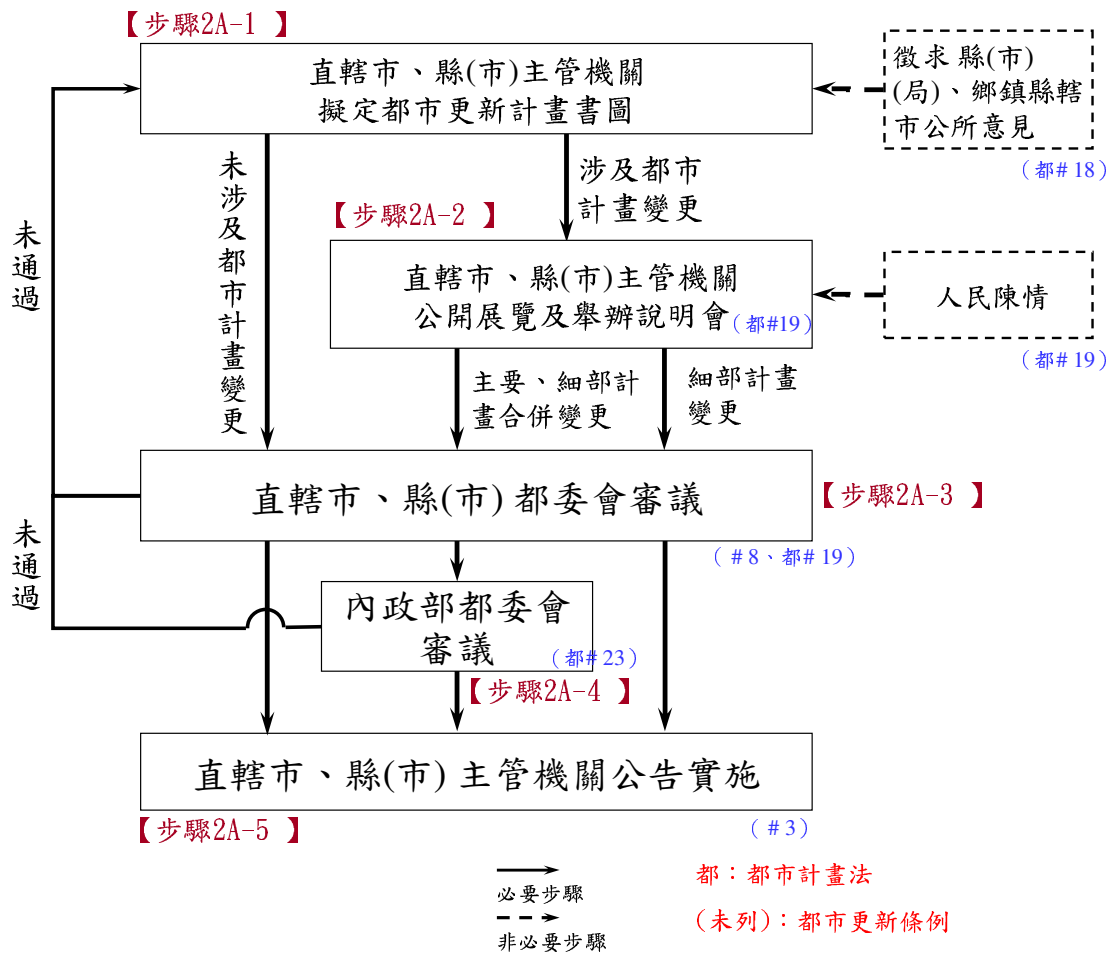 【步驟2A-1 】
直轄市、縣(市)主管機關
擬定都市更新計畫書圖
徵求縣(市)
(局)、鄉鎮縣轄
市公所意見
(都#18)
未涉及都市計畫變更
涉及都市
計畫變更
【步驟2A-2 】
未通過
直轄市、縣(市)主管機關
公開展覽及舉辦說明會
(都#19)
人民陳情
(都#19)
主要、細部計
畫合併變更
細部計畫
變更
直轄市、縣(市)都委會審議
【步驟2A-3 】
(#8、都#19)
未通過
內政部都委會
審議
(都#23)
【步驟2A-4 】
直轄市、縣(市)主管機關公告實施
【步驟2A-5 】
(#3)
必要步驟
非必要步驟
都：都市計畫法
(未列)：都市更新條例